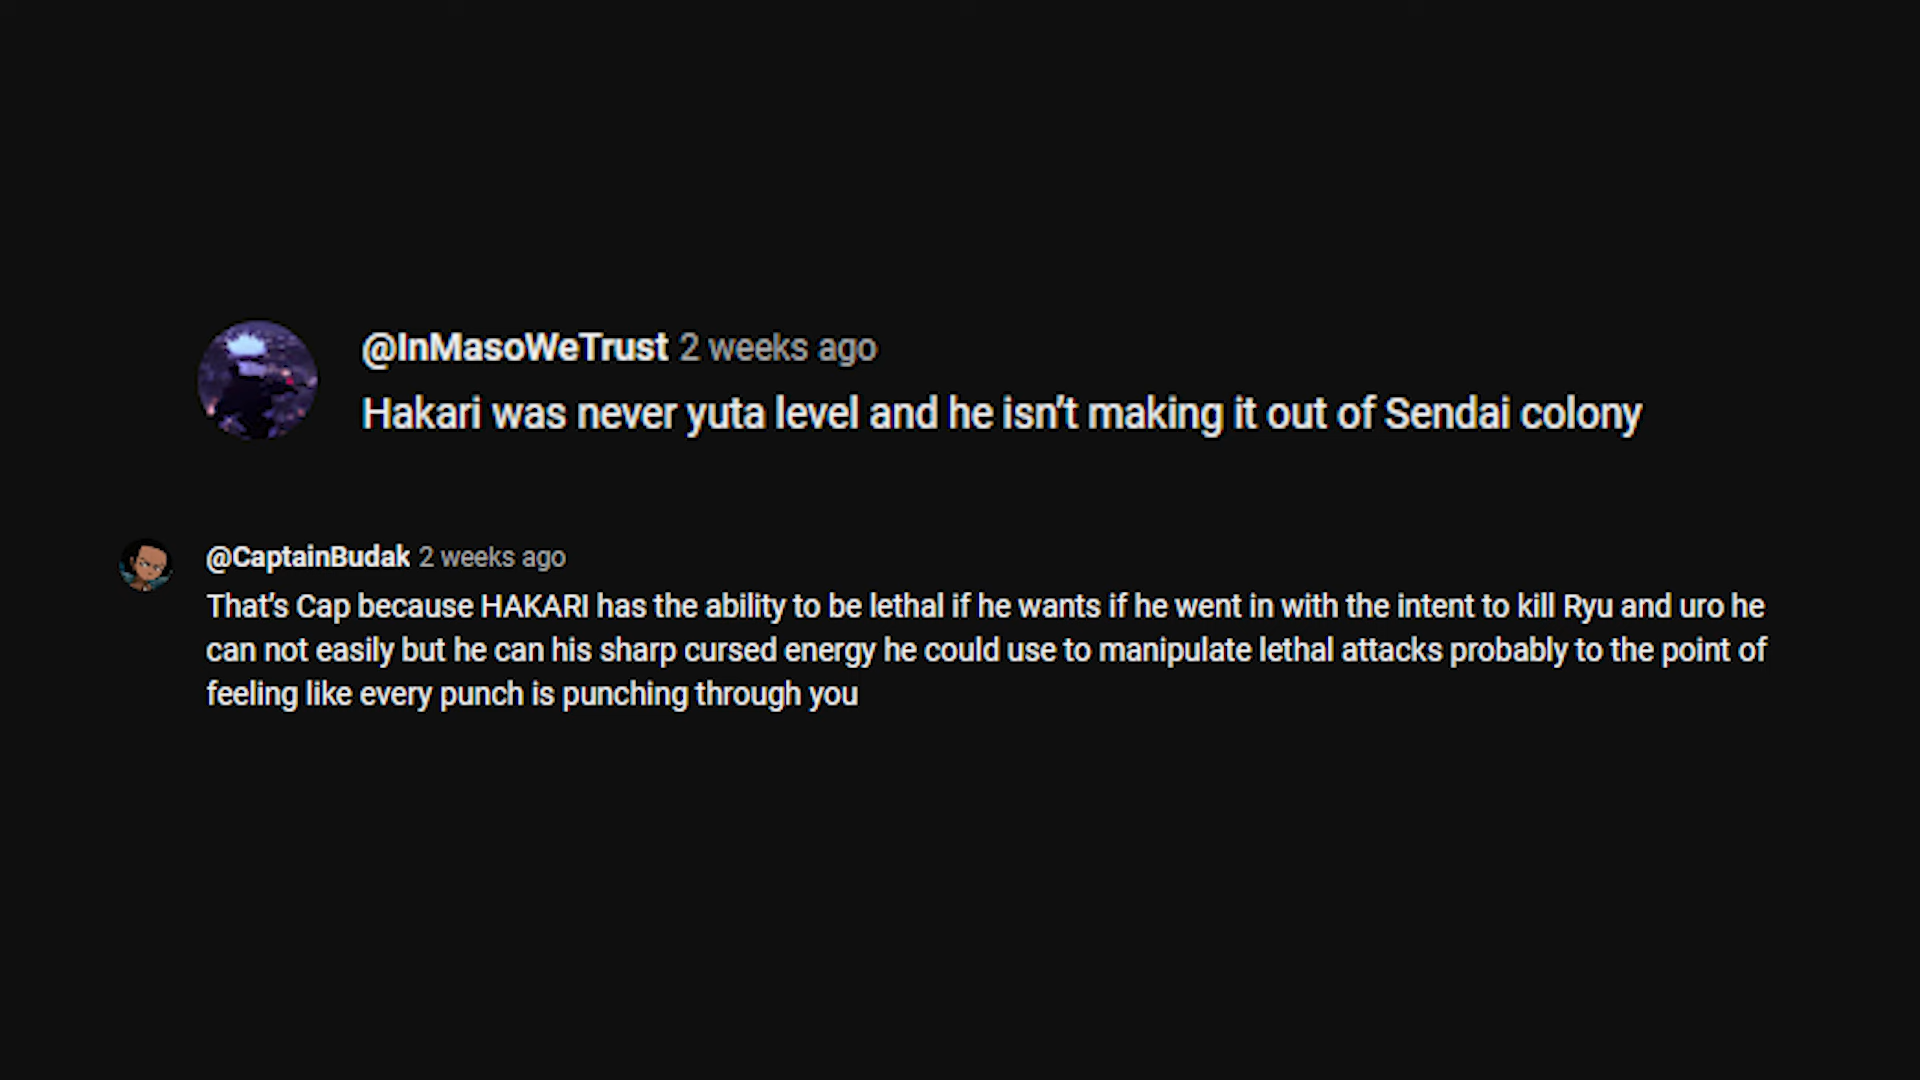 @InMasoWeTrust 2 weeks ago
Hakari was never yuta level and he isn't making it out of Sendai colony
@CaptainBudak 2 weeks ago
That's Cap because HAKARI has the ability to be lethal if he wants if he went in with the intent to kill Ryu and uro he
can not easily but he can his sharp cursed energy he could use to manipulate lethal attacks probably to the point of
feeling like every punch is punching through you